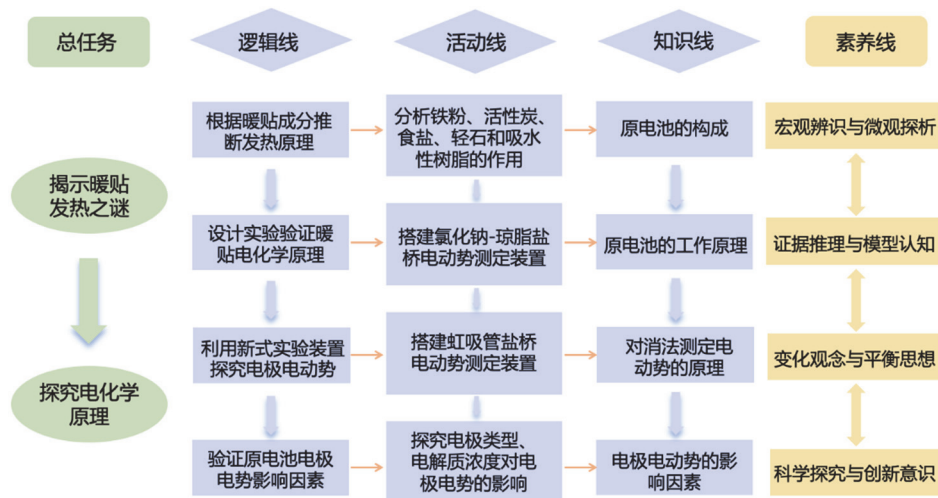 总任务
逻辑线
活动线
知识线
素养线
揭示暖贴
发热之谜
探究电化学
原理
根据暖贴成分推
断发热原理
分析铁粉、活性炭、
食盐、轻石和吸水
性树脂的作用
原电池的构成
宏观辨识与微观探析
设计实验验证暖
贴电化学原理
搭建氯化钠-琼脂盐
桥电动势测定装置
原电池的工作原理
证据推理与模型认知
利用新式实验装置
探究电极电动势
搭建虹吸管盐桥
电动势测定装置
对消法测定电
动势的原理
变化观念与平衡思想
验证原电池电极
电势影响因素
探究电极类型、
电解质浓度对电
极电势的影响
电极电动势的影
响因素
科学探究与创新意识